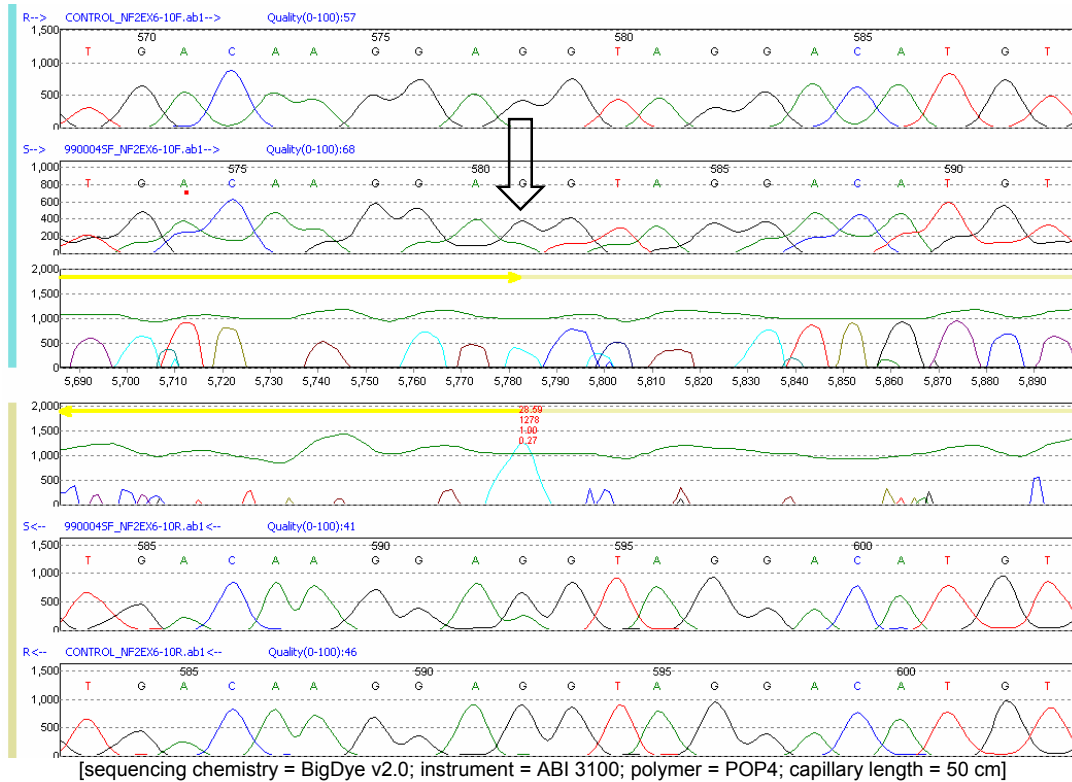 R--> CONTROL_NF2EX6-10F.ab1--> Quality(0-100):57
1,500 570 575 580 585
T G A C A A G G A G G T A G G A C A T G T
1,000
500
0
S--> 990004SF_NF2EX6-10F.ab1--> Quality(0-100):68
1,000 575 580 585 590
800 T G A C A A G G A G G T A G G A C A T G T
600
400
200
0
2,000
1,500
1,000
500
0
5,690 5,700 5,710 5,720 5,730 5,740 5,750 5,760 5,770 5,780 5,790 5,800 5,810 5,820 5,830 5,840 5,850 5,860 5,870 5,880 5,890
2,000 28.59
1278
1,500 1.00
0.27
1,000
500
0
S<-- 990004SF_NF2EX6-10R.ab1<-- Quality(0-100):41
1,500 585 590 595 600
T G A C A A G G A G G T A G G A C A T G T
1,000
500
0
R<-- CONTROL_NF2EX6-10R.ab1<-- Quality(0-100):46
1,500 585 590 595 600
T G A C A A G G A G G T A G G A C A T G T
1,000
500
0
[sequencing chemistry = BigDye v2.0; instrument = ABI 3100; polymer = POP4; capillary length = 50 cm]